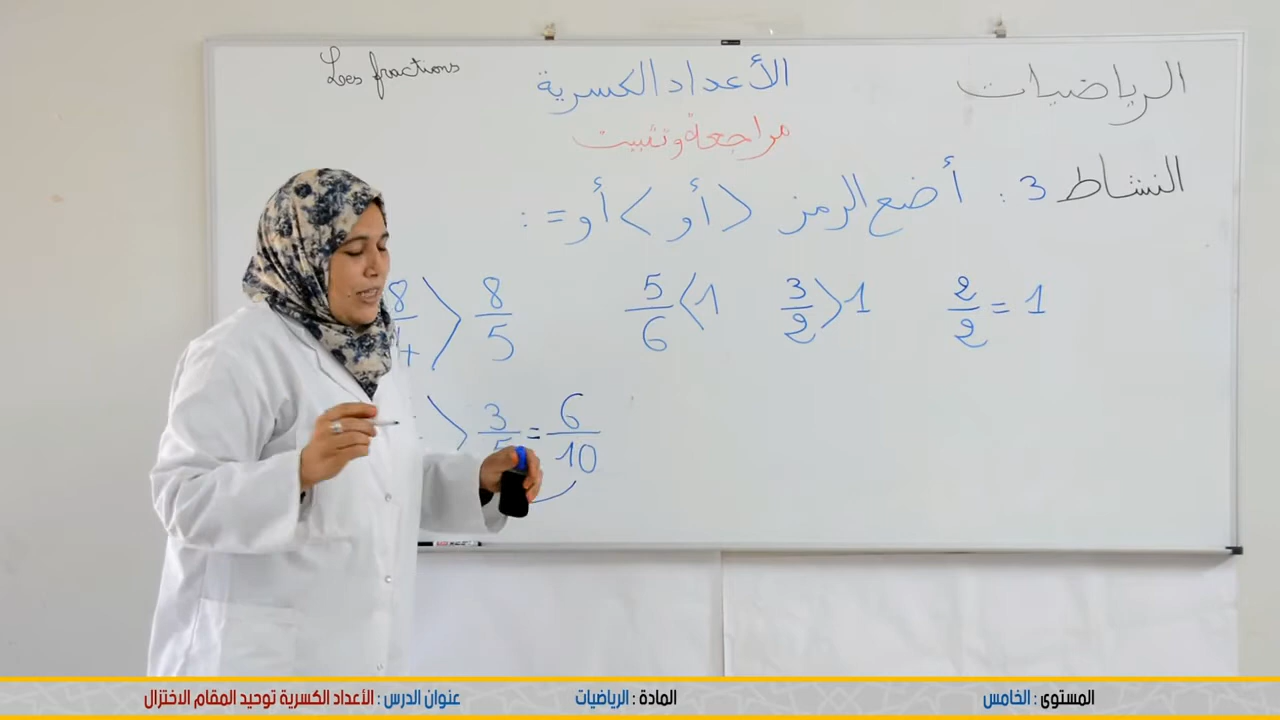 الرياضيات
الأعداد الكسرية
Les fractions
مراجعة وتثبيت
النشاط 3 : أضع الرمز > أو < أو = :
2/2 = 1
3/2 > 1
5/6 < 1
8/4 > 8/5
> 3/5 = 6/10
المستوى : الخامس
المادة : الرياضيات
عنوان الدرس : الأعداد الكسرية توحيد المقام الاختزال